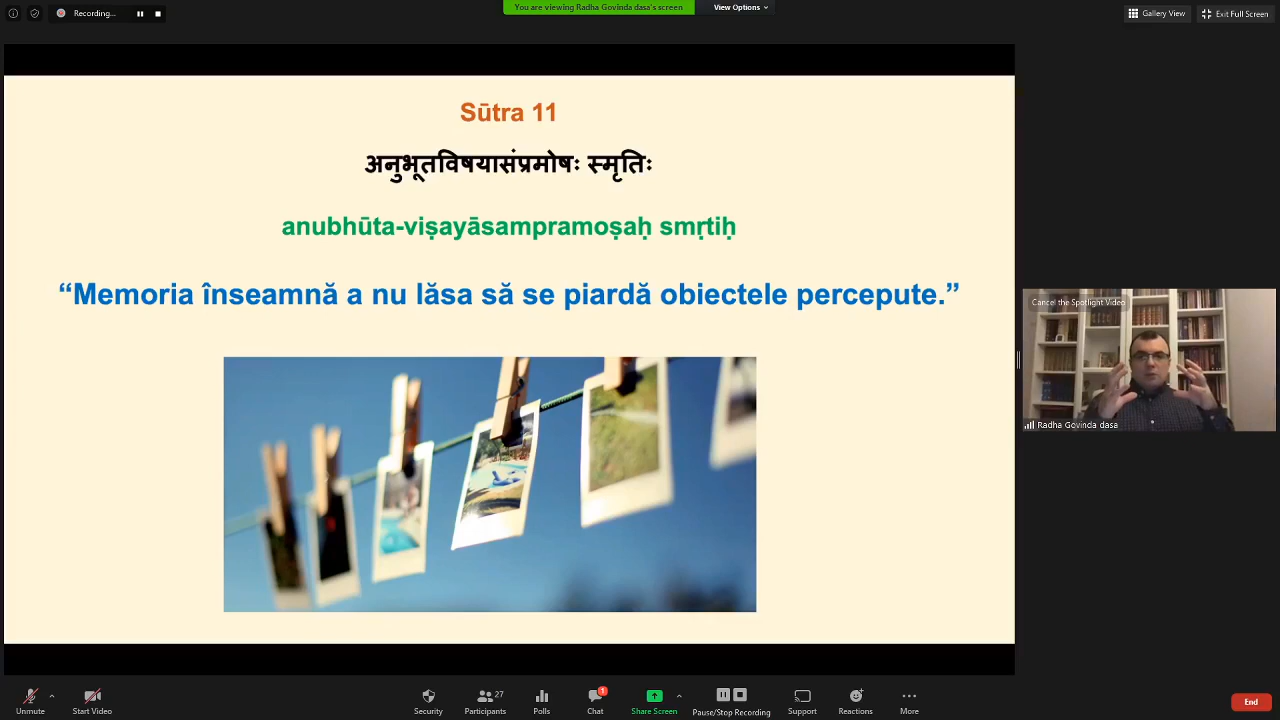 Recording...
You are viewing Radha Govinda dasa's screen
View Options
Gallery View
Exit Full Screen
Sūtra 11
अनुभूतविषयासंप्रमोषः स्मृतिः
anubhūta-viṣayāsampramoṣaḥ smṛtiḥ
“Memoria înseamnă a nu lăsa să se piardă obiectele percepute.”
Cancel the Spotlight Video
Radha Govinda dasa
Unmute
Start Video
Security
Participants
27
Polls
Chat
1
Share Screen
Pause/Stop Recording
Support
Reactions
More
End